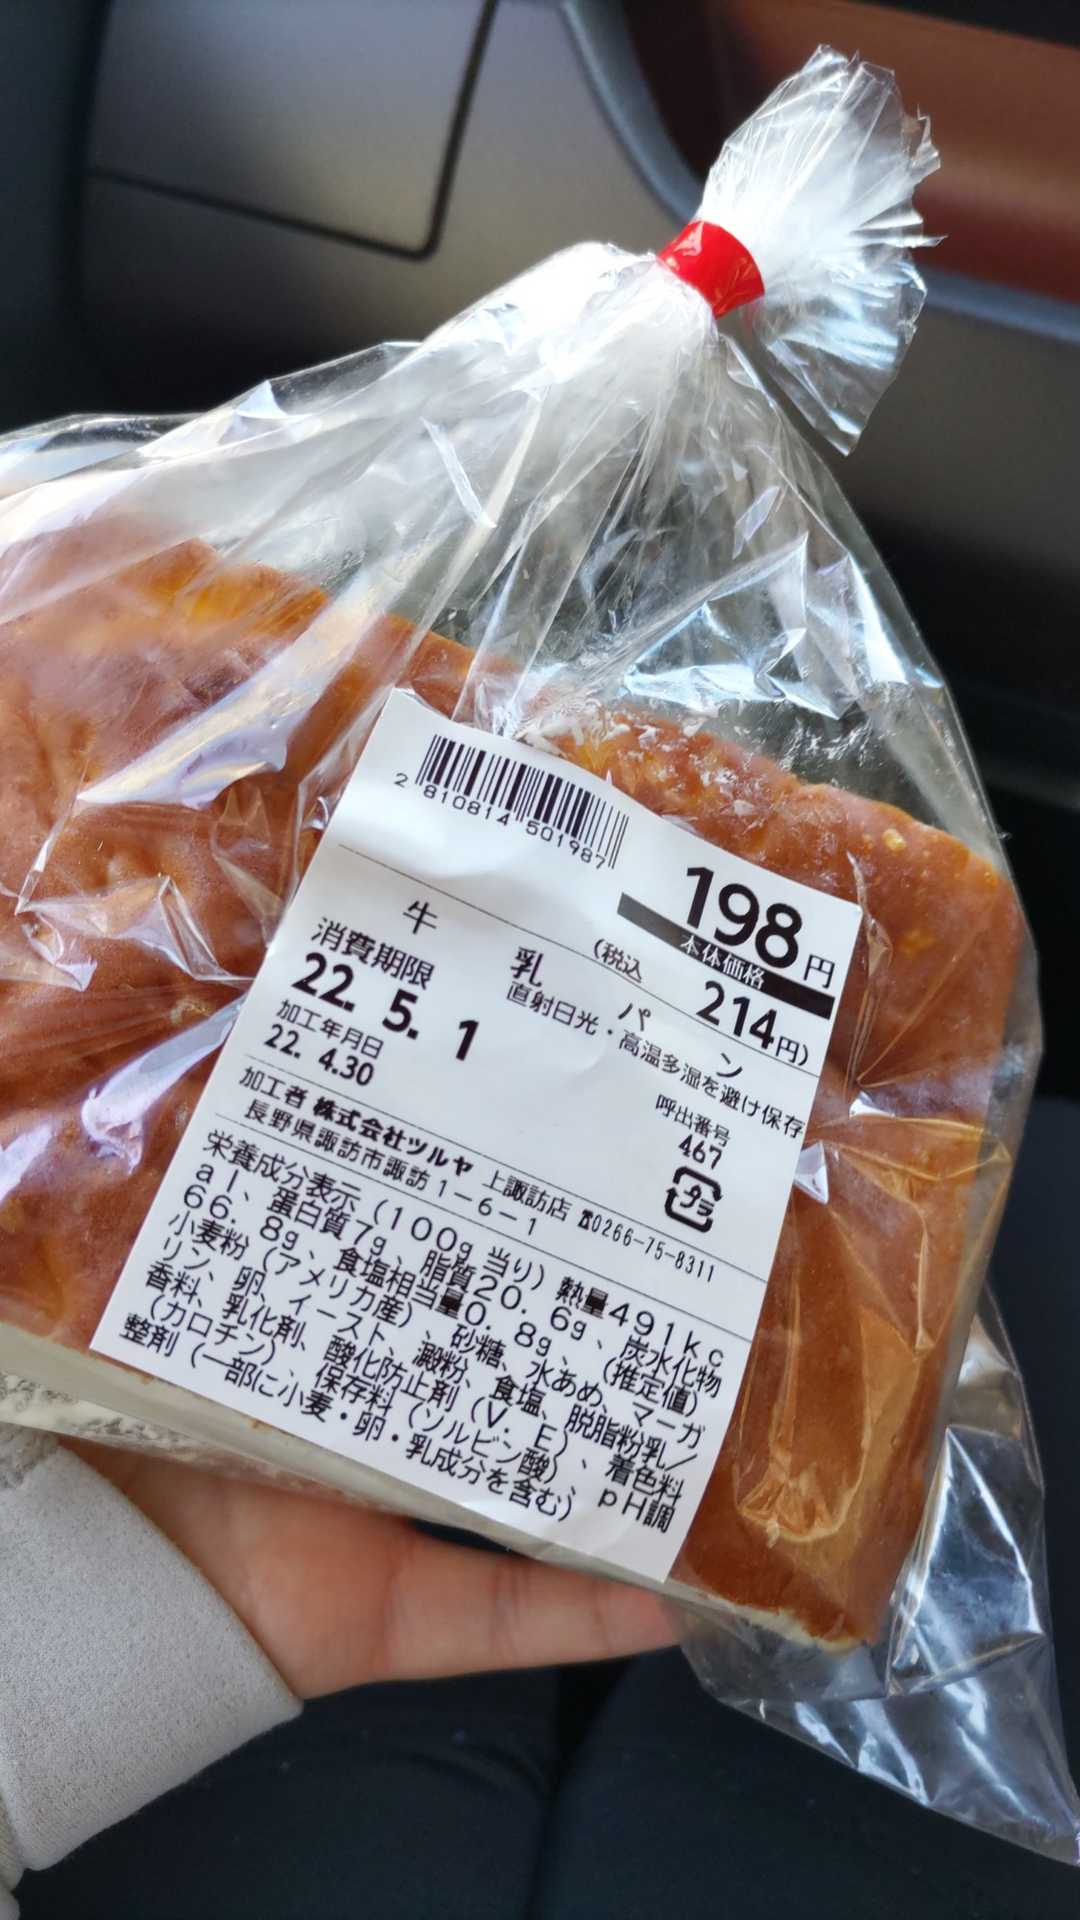 2 810814 501987
198円
本体価格
(税込 214円)
牛 乳 パ ン
消費期限
直射日光・高温多湿を避け保存
22. 5. 1
加工年月日
22. 4.30
呼出番号
467
プラ
加工者 株式会社ツルヤ 上諏訪店 ☎0266-75-8311
長野県諏訪市諏訪1-6-1
栄養成分表示(100g当り)熱量491kc
al、蛋白質7g、脂質20.6g、炭水化物
66.8g、食塩相当量0.8g、(推定値)
小麦粉(アメリカ産)、砂糖、水あめ、マーガ
リン、卵、イースト、澱粉、食塩、脱脂粉乳/
香料、乳化剤、酸化防止剤(V.E)、着色料
(カロチン)、保存料(ソルビン酸)、pH調
整剤(一部に小麦・卵・乳成分を含む)